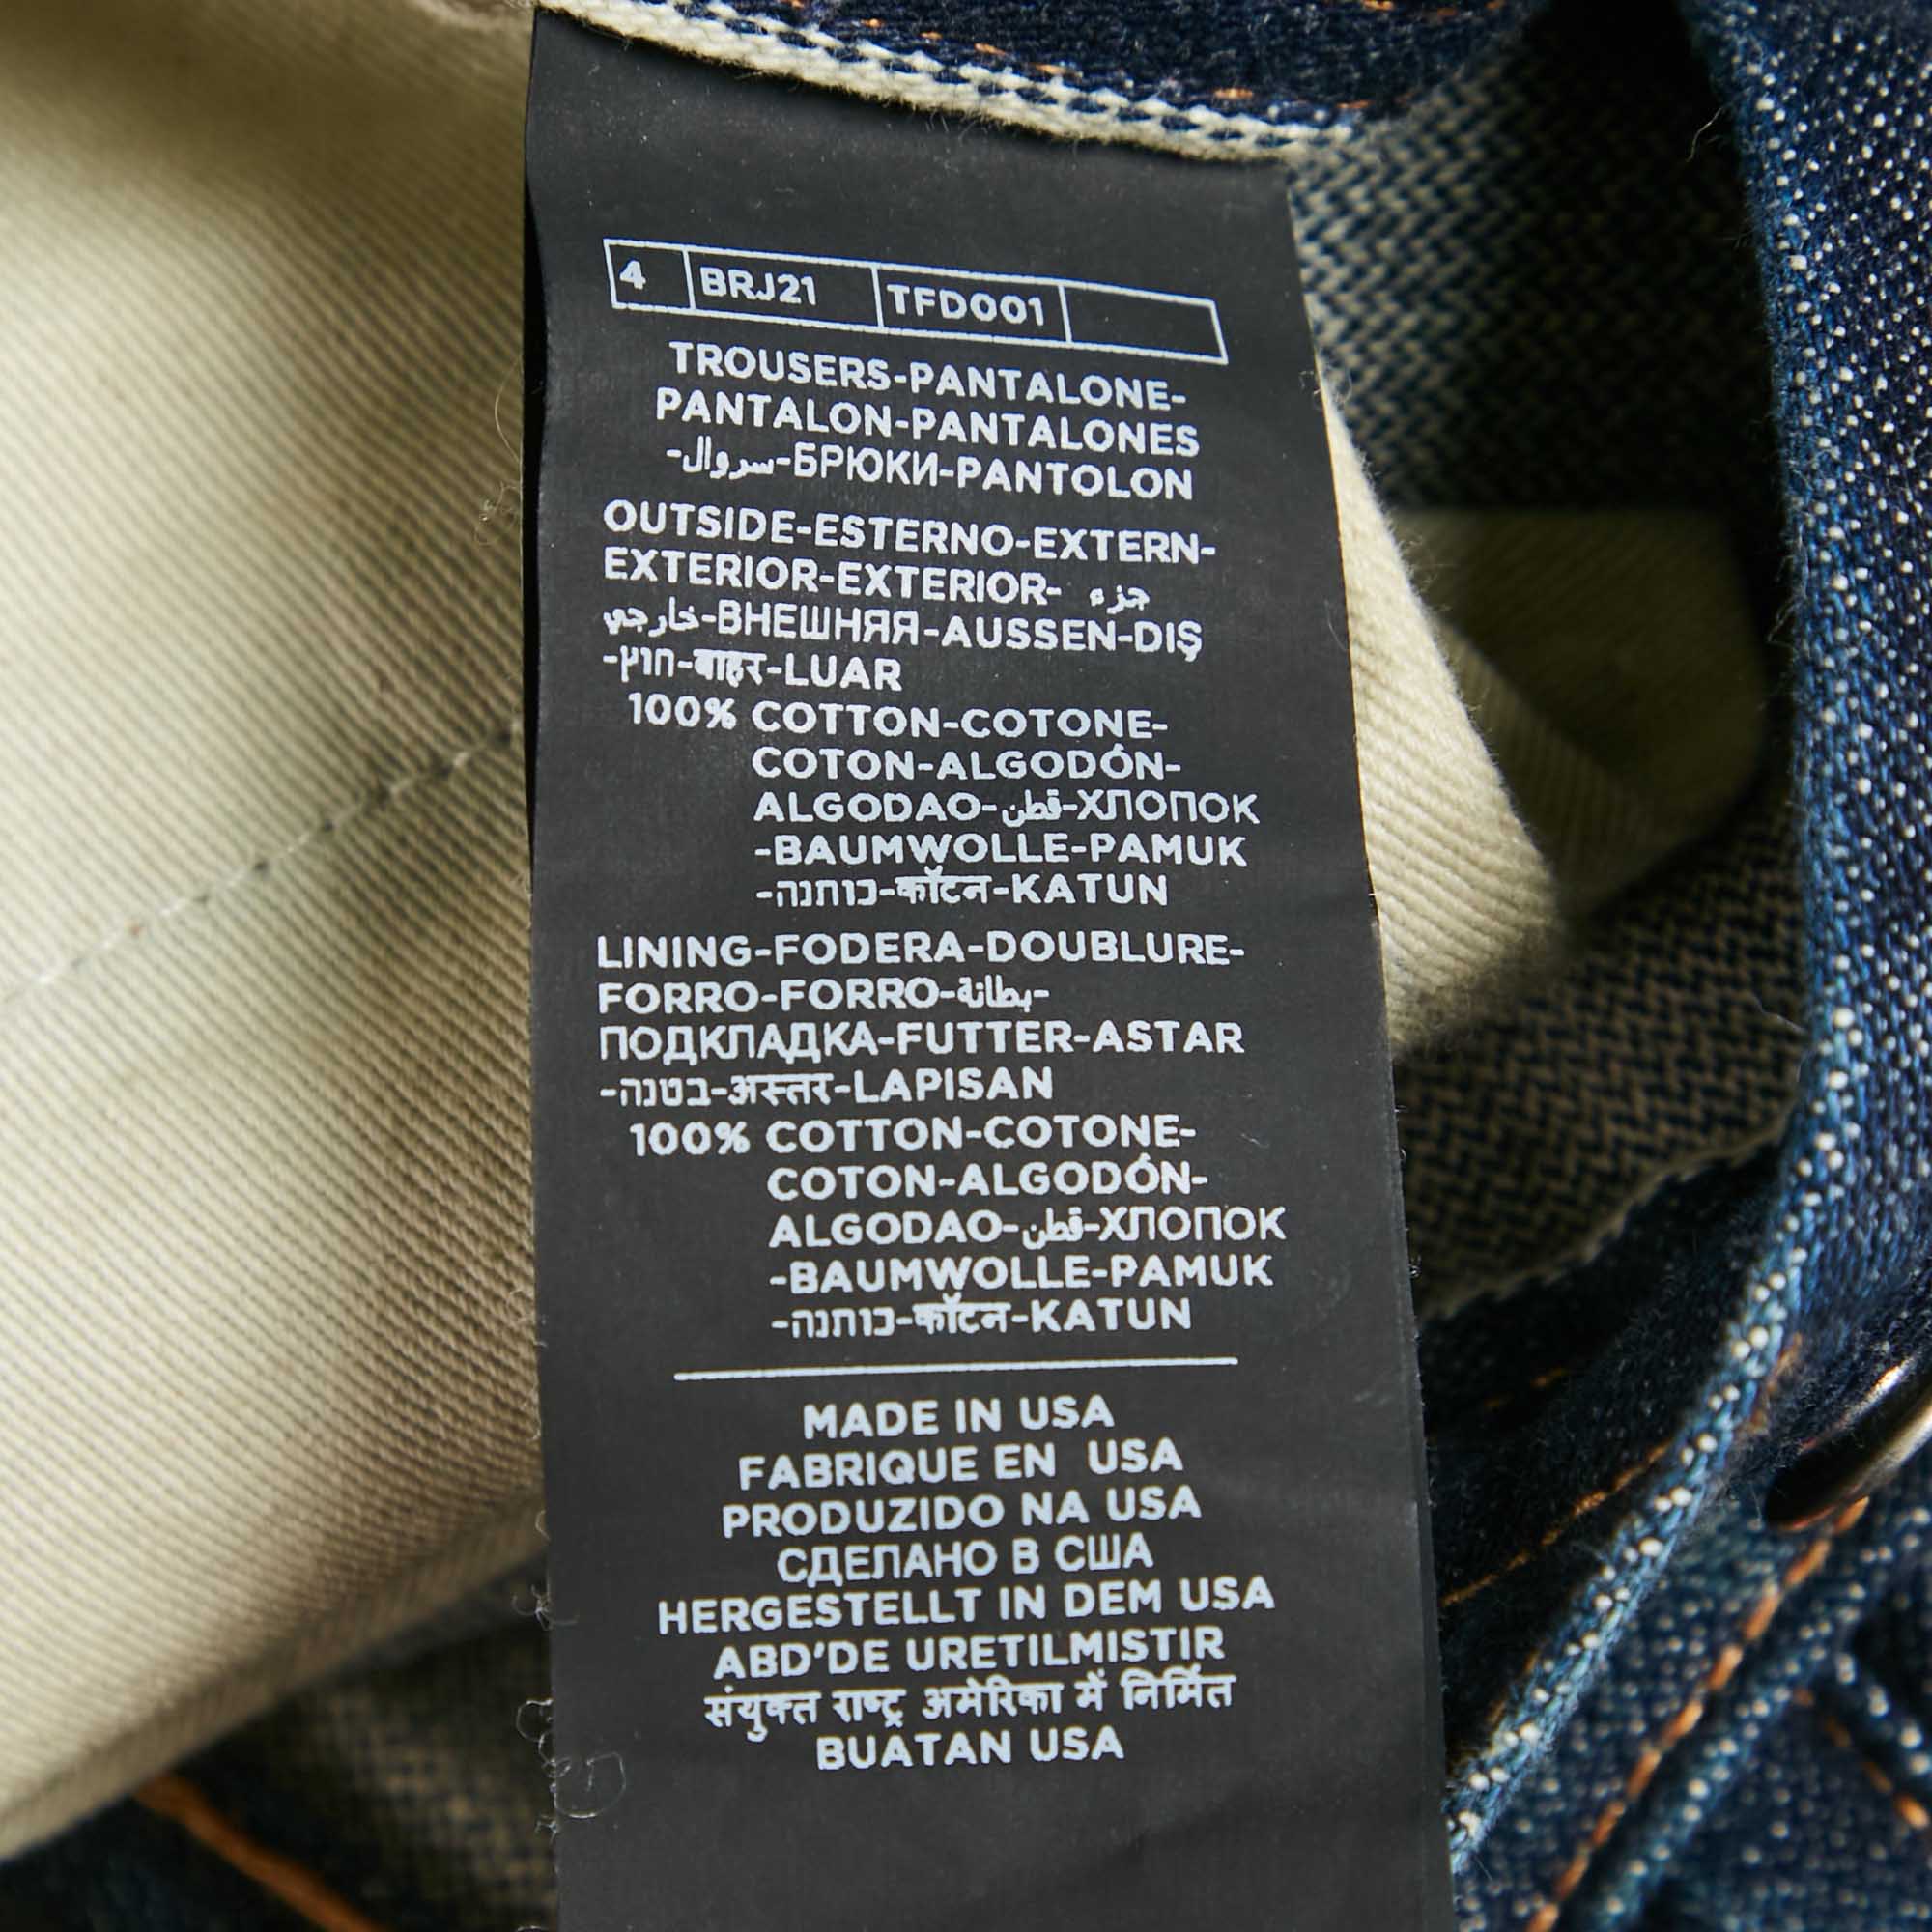 4 BRJ21 TFD001
TROUSERS-PANTALONE-
PANTALON-PANTALONES
-سروال-БРЮКИ-PANTOLON
OUTSIDE-ESTERNO-EXTERN-
EXTERIOR-EXTERIOR- جزء
خارجي-ВНЕШНЯЯ-AUSSEN-DIŞ
-חוץ-बाहर-LUAR
100% COTTON-COTONE-
COTON-ALGODÓN-
ALGODAO-قطن-ХЛОПОК
-BAUMWOLLE-PAMUK
-כותנה-कॉटन-KATUN
LINING-FODERA-DOUBLURE-
FORRO-FORRO-بطانة-
ПОДКЛАДКА-FUTTER-ASTAR
-בטנה-अस्तर-LAPISAN
100% COTTON-COTONE-
COTON-ALGODÓN-
ALGODAO-قطن-ХЛОПОК
-BAUMWOLLE-PAMUK
-כותנה-कॉटन-KATUN
MADE IN USA
FABRIQUE EN USA
PRODUZIDO NA USA
СДЕЛАНО В США
HERGESTELLT IN DEM USA
ABD'DE URETILMISTIR
संयुक्त राष्ट्र अमेरिका में निर्मित
BUATAN USA